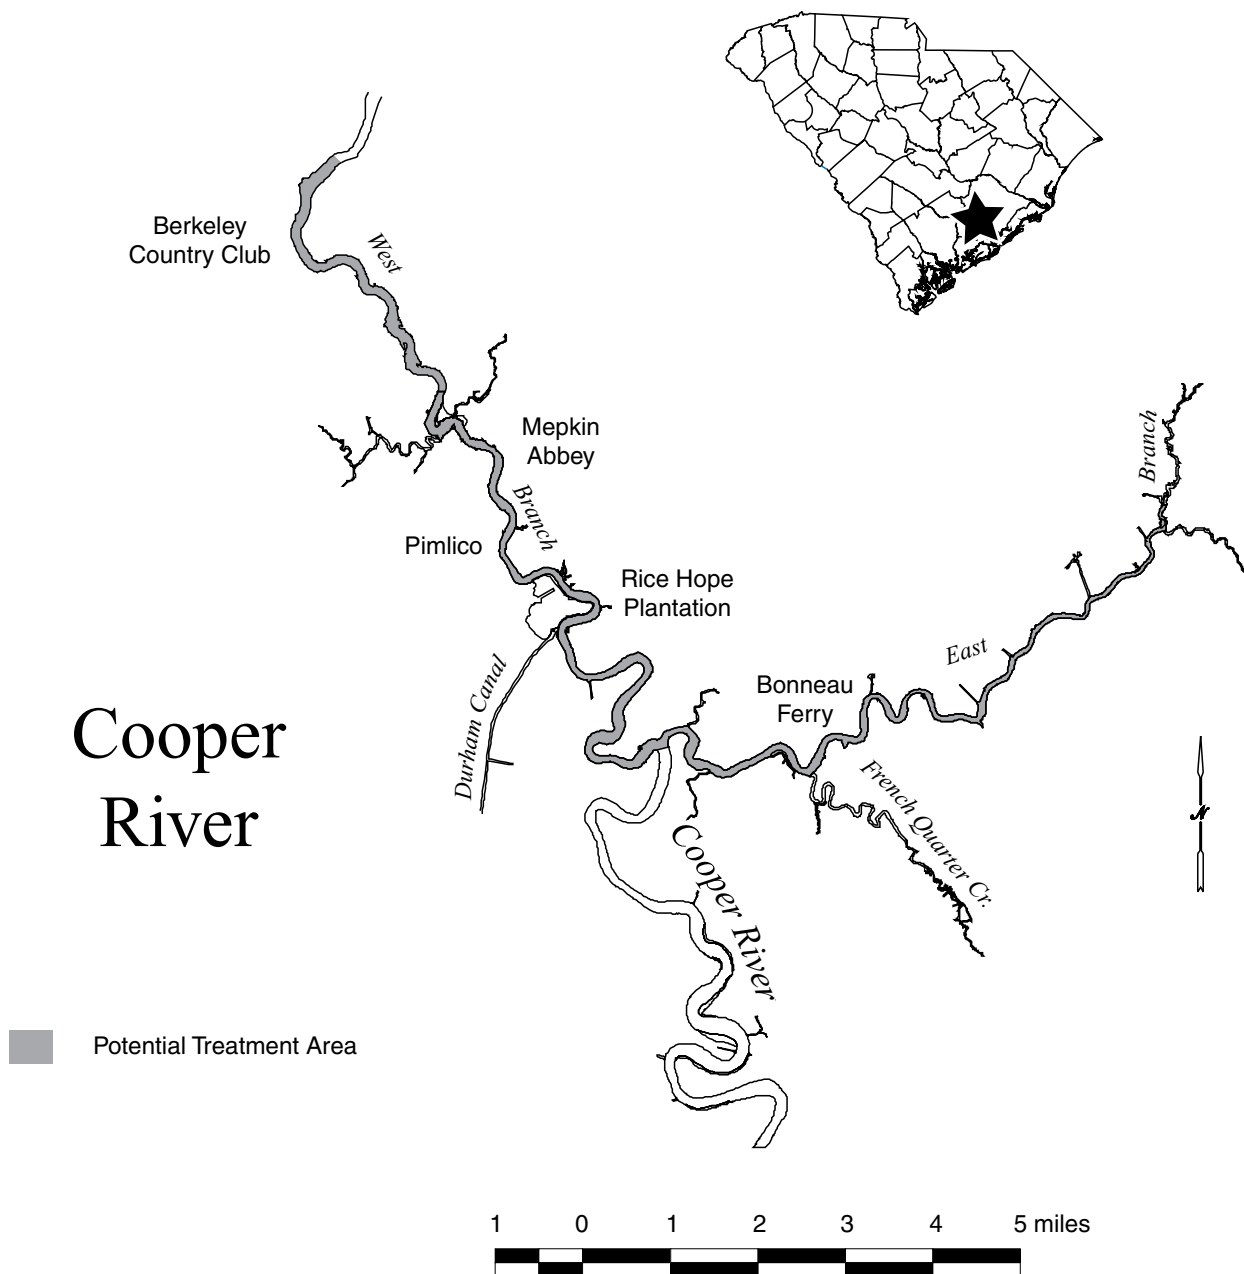 Berkeley
Country Club
West
Mepkin
Abbey
Branch
Branch
Pimlico
Rice Hope
Plantation
East
Durham Canal
Bonneau
Ferry
Cooper
River
French Quarter Cr.
Cooper River
N
Potential Treatment Area
1 0 1 2 3 4 5 miles